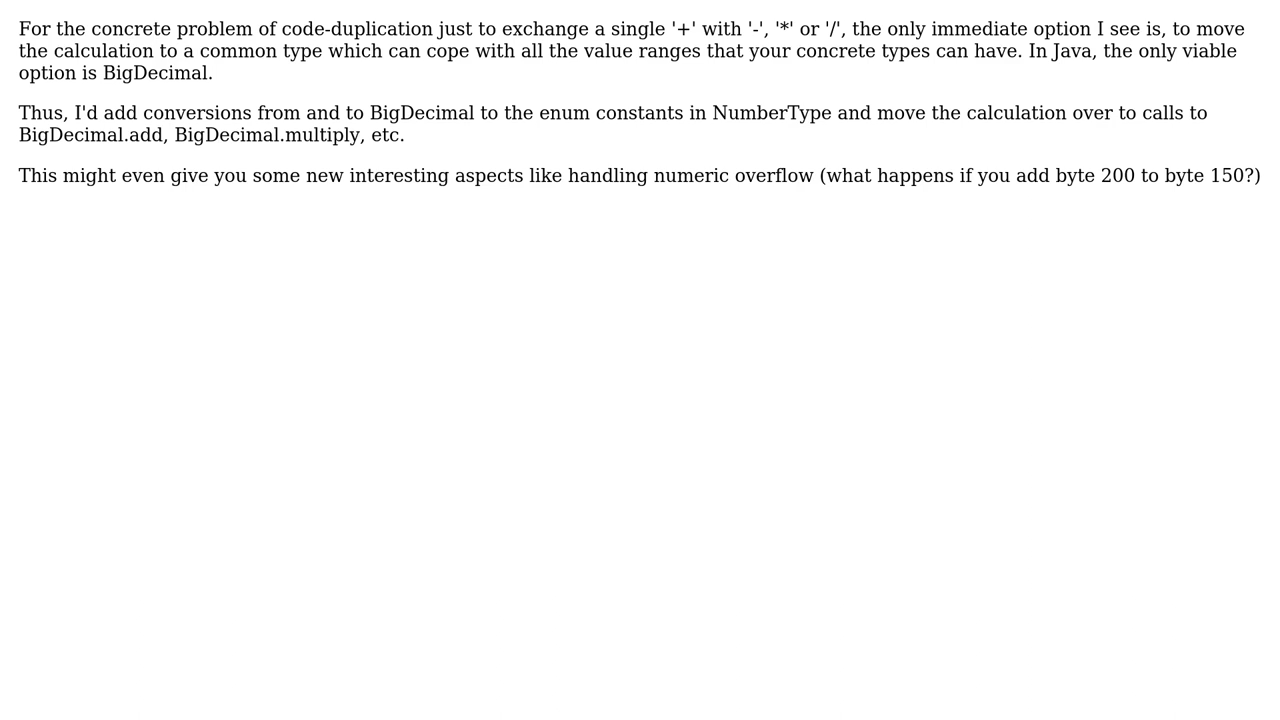 For the concrete problem of code-duplication just to exchange a single '+' with '-', '*' or '/', the only immediate option I see is, to move
the calculation to a common type which can cope with all the value ranges that your concrete types can have. In Java, the only viable
option is BigDecimal.
Thus, I'd add conversions from and to BigDecimal to the enum constants in NumberType and move the calculation over to calls to
BigDecimal.add, BigDecimal.multiply, etc.
This might even give you some new interesting aspects like handling numeric overflow (what happens if you add byte 200 to byte 150?)